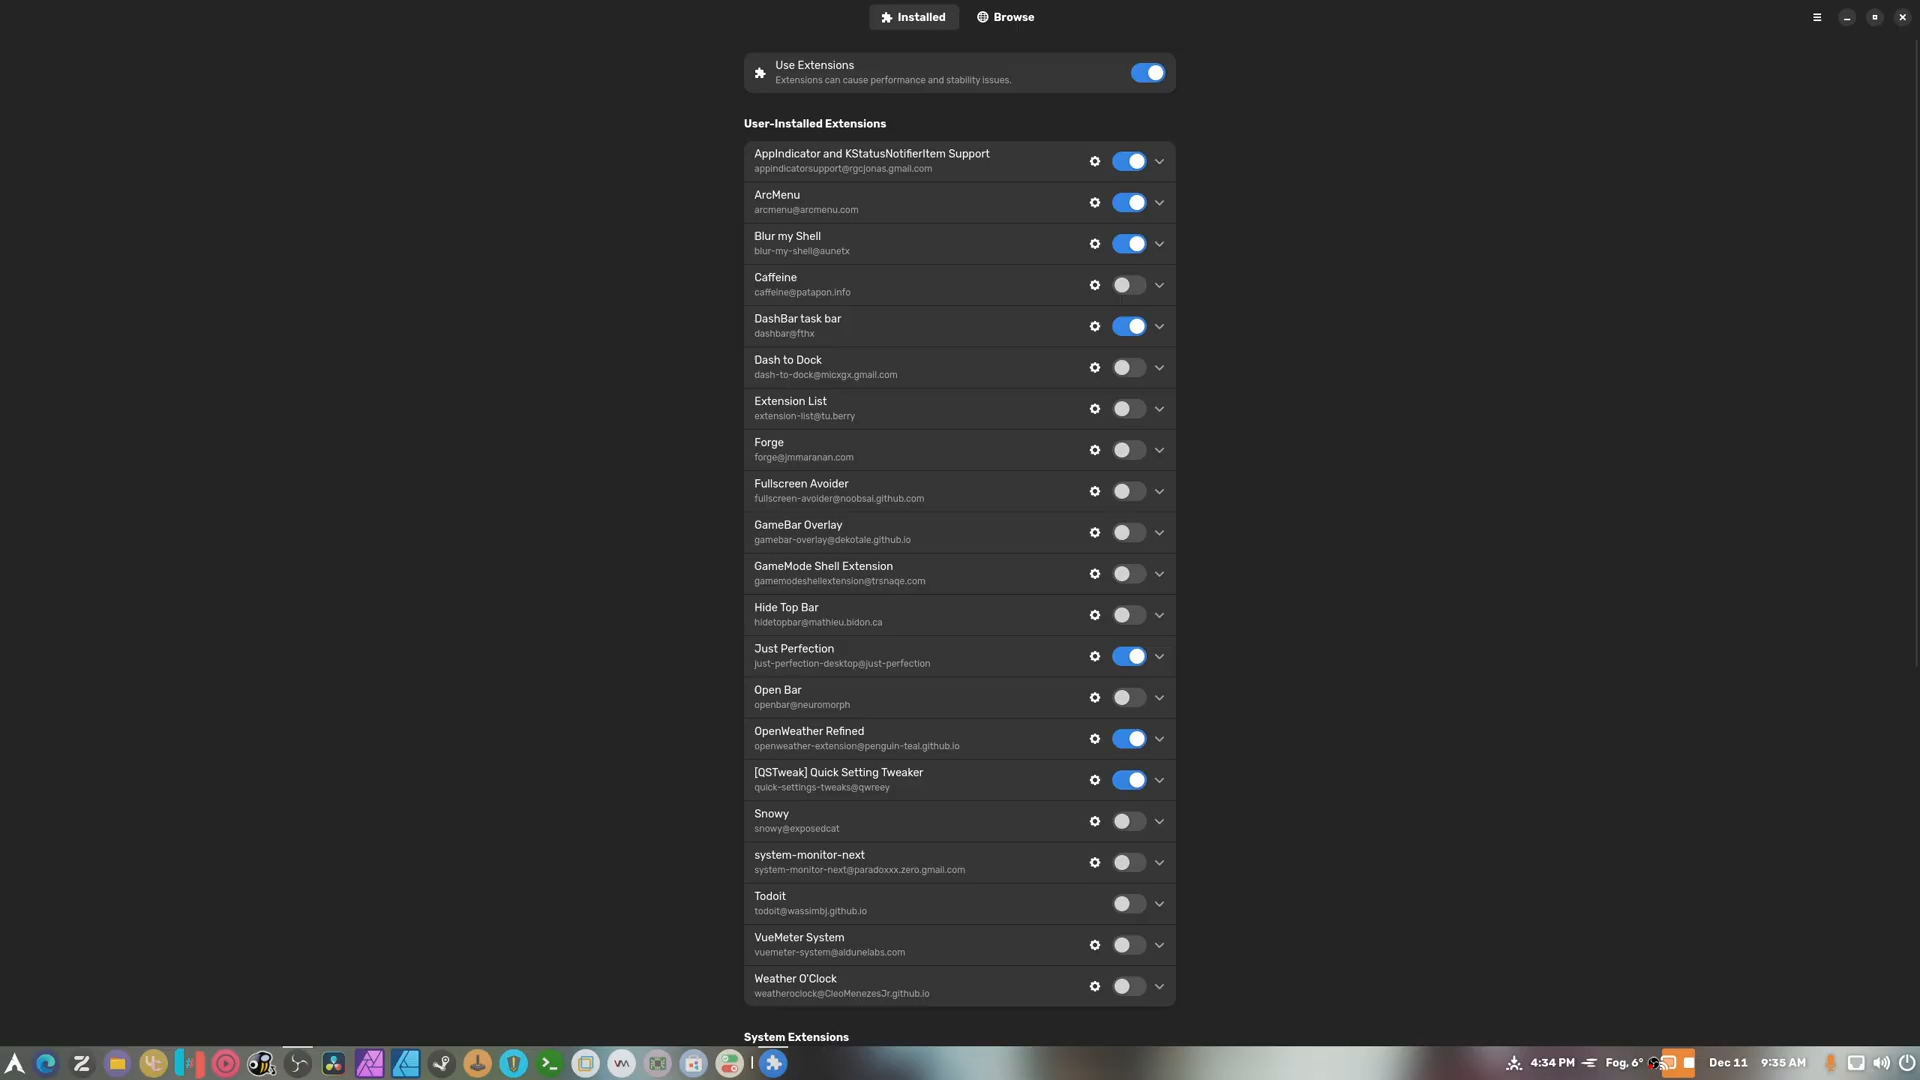 Installed
Browse
Use Extensions
Extensions can cause performance and stability issues.
User-Installed Extensions
AppIndicator and KStatusNotifierItem Support
appindicatorsupport@rgcjonas.gmail.com
ArcMenu
arcmenu@arcmenu.com
Blur my Shell
blur-my-shell@aunetx
Caffeine
caffeine@patapon.info
DashBar task bar
dashbar@fthx
Dash to Dock
dash-to-dock@micxgx.gmail.com
Extension List
extension-list@tu.berry
Forge
forge@jmmaranan.com
Fullscreen Avoider
fullscreen-avoider@noobsai.github.com
GameBar Overlay
gamebar-overlay@dekotale.github.io
GameMode Shell Extension
gamemodeshellextension@trsnaqe.com
Hide Top Bar
hidetopbar@mathieu.bidon.ca
Just Perfection
just-perfection-desktop@just-perfection
Open Bar
openbar@neuromorph
OpenWeather Refined
openweather-extension@penguin-teal.github.io
[QSTweak] Quick Setting Tweaker
quick-settings-tweaks@qwreey
Snowy
snowy@exposedcat
system-monitor-next
system-monitor-next@paradoxxx.zero.gmail.com
Todoit
todoit@wassimbj.github.io
VueMeter System
vuemeter-system@aldunelabs.com
Weather O'Clock
weatheroclock@CleoMenezesJr.github.io
System Extensions
4:34 PM
Fog, 6°
Dec 11
9:35 AM